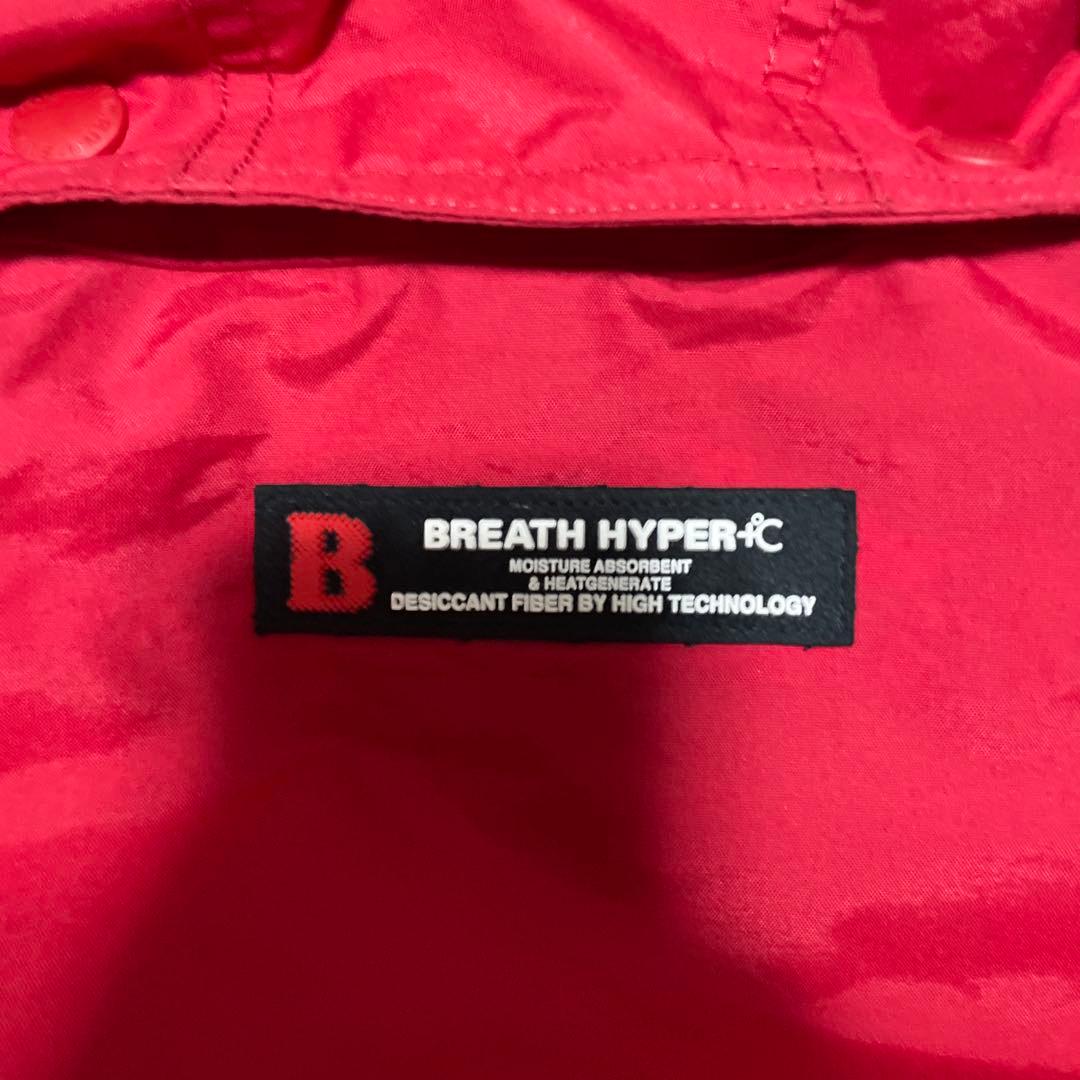 B
BREATH HYPER+℃
MOISTURE ABSORBENT
& HEATGENERATE
DESICCANT FIBER BY HIGH TECHNOLOGY